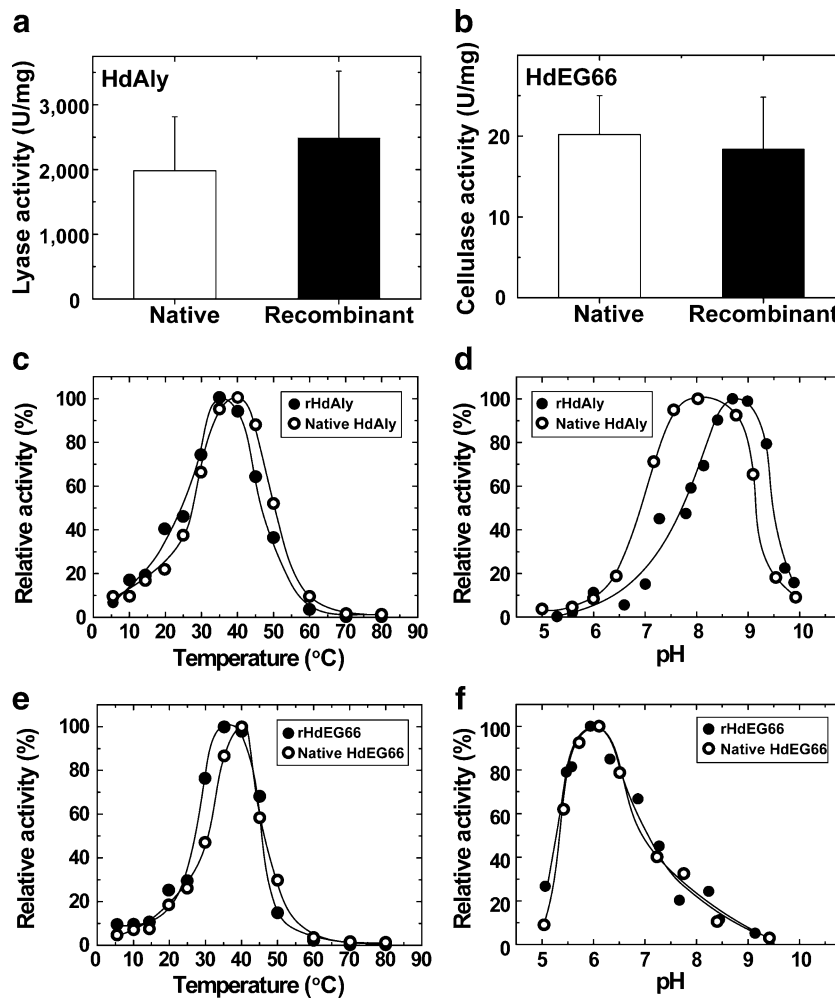 a
HdAly
Lyase activity (U/mg)
3,000
2,000
1,000
0
Native Recombinant
b
HdEG66
Cellulase activity (U/mg)
20
10
0
Native Recombinant
c
rHdAly
Native HdAly
Relative activity (%)
100
80
60
40
20
0
0 10 20 30 40 50 60 70 80 90
Temperature (oC)
d
rHdAly
Native HdAly
Relative activity (%)
100
80
60
40
20
0
5 6 7 8 9 10
pH
e
rHdEG66
Native HdEG66
Relative activity (%)
100
80
60
40
20
0
0 10 20 30 40 50 60 70 80 90
Temperature (oC)
f
rHdEG66
Native HdEG66
Relative activity (%)
100
80
60
40
20
0
5 6 7 8 9 10
pH